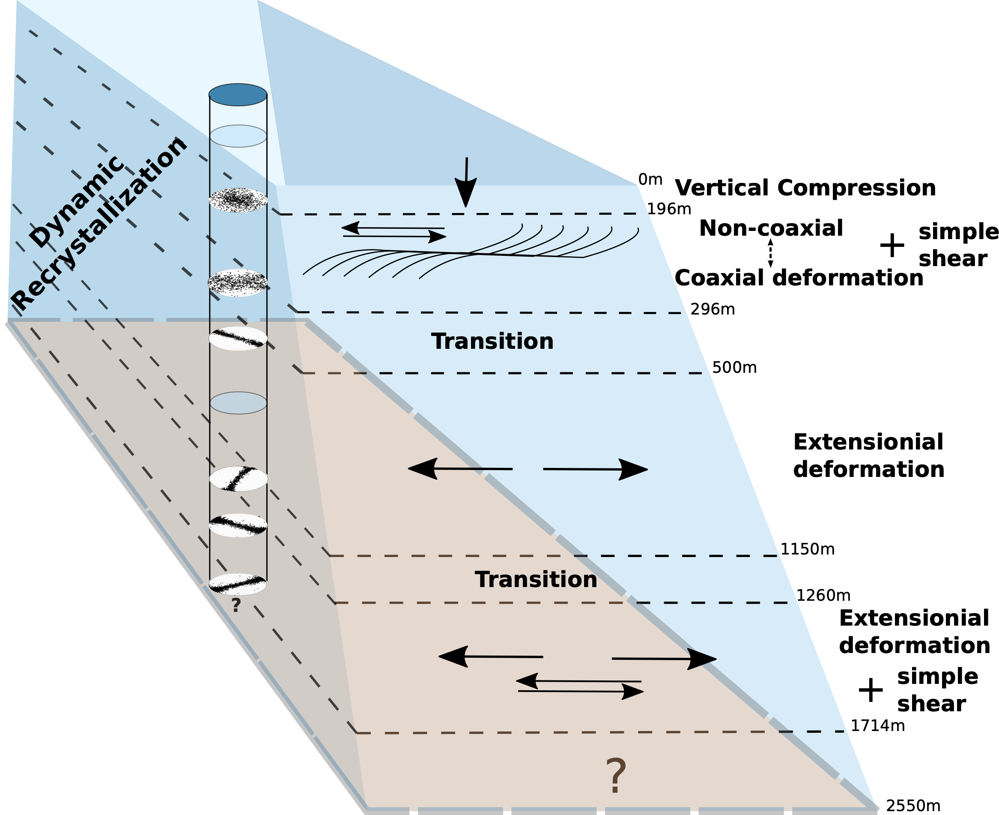 Dynamic
Recrystallization
0m
Vertical Compression
196m
Non-coaxial
+ simple
shear
Coaxial deformation
296m
Transition
500m
Extensionial
deformation
1150m
Transition
1260m
?
Extensionial
deformation
+ simple
shear
1714m
?
2550m